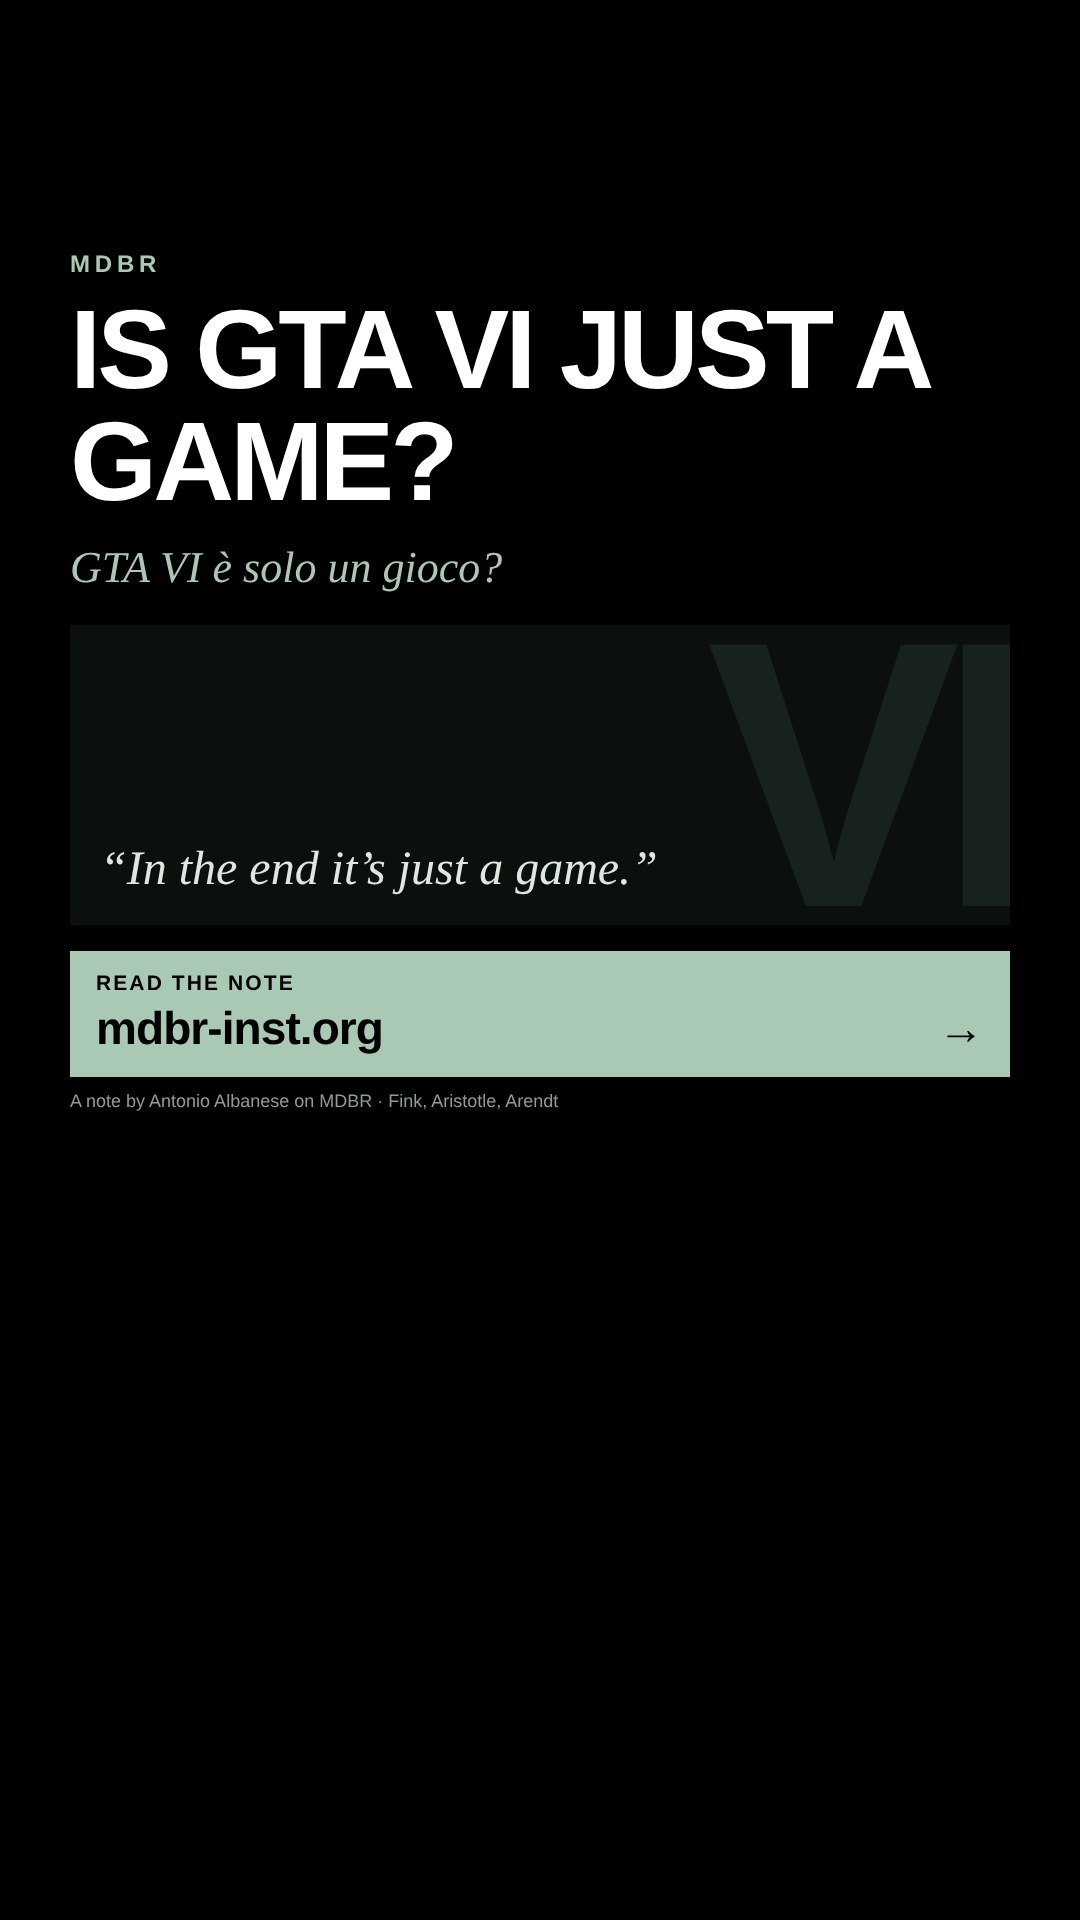 MDBR
IS GTA VI JUST A
GAME?
GTA VI è solo un gioco?
VI
“In the end it’s just a game.”
READ THE NOTE
mdbr-inst.org
→
A note by Antonio Albanese on MDBR · Fink, Aristotle, Arendt